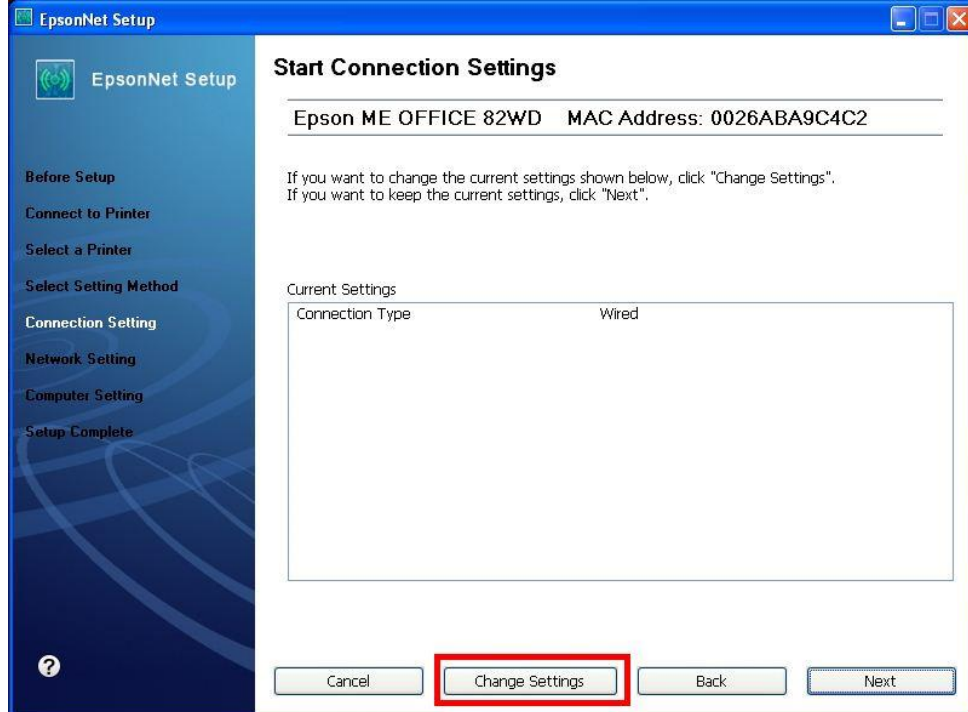 EpsonNet Setup
EpsonNet Setup
Before Setup
Connect to Printer
Select a Printer
Select Setting Method
Connection Setting
Network Setting
Computer Setting
Setup Complete
?
Start Connection Settings
Epson ME OFFICE 82WD MAC Address: 0026ABA9C4C2
If you want to change the current settings shown below, click "Change Settings".
If you want to keep the current settings, click "Next".
Current Settings
Connection Type Wired
Cancel Change Settings Back Next